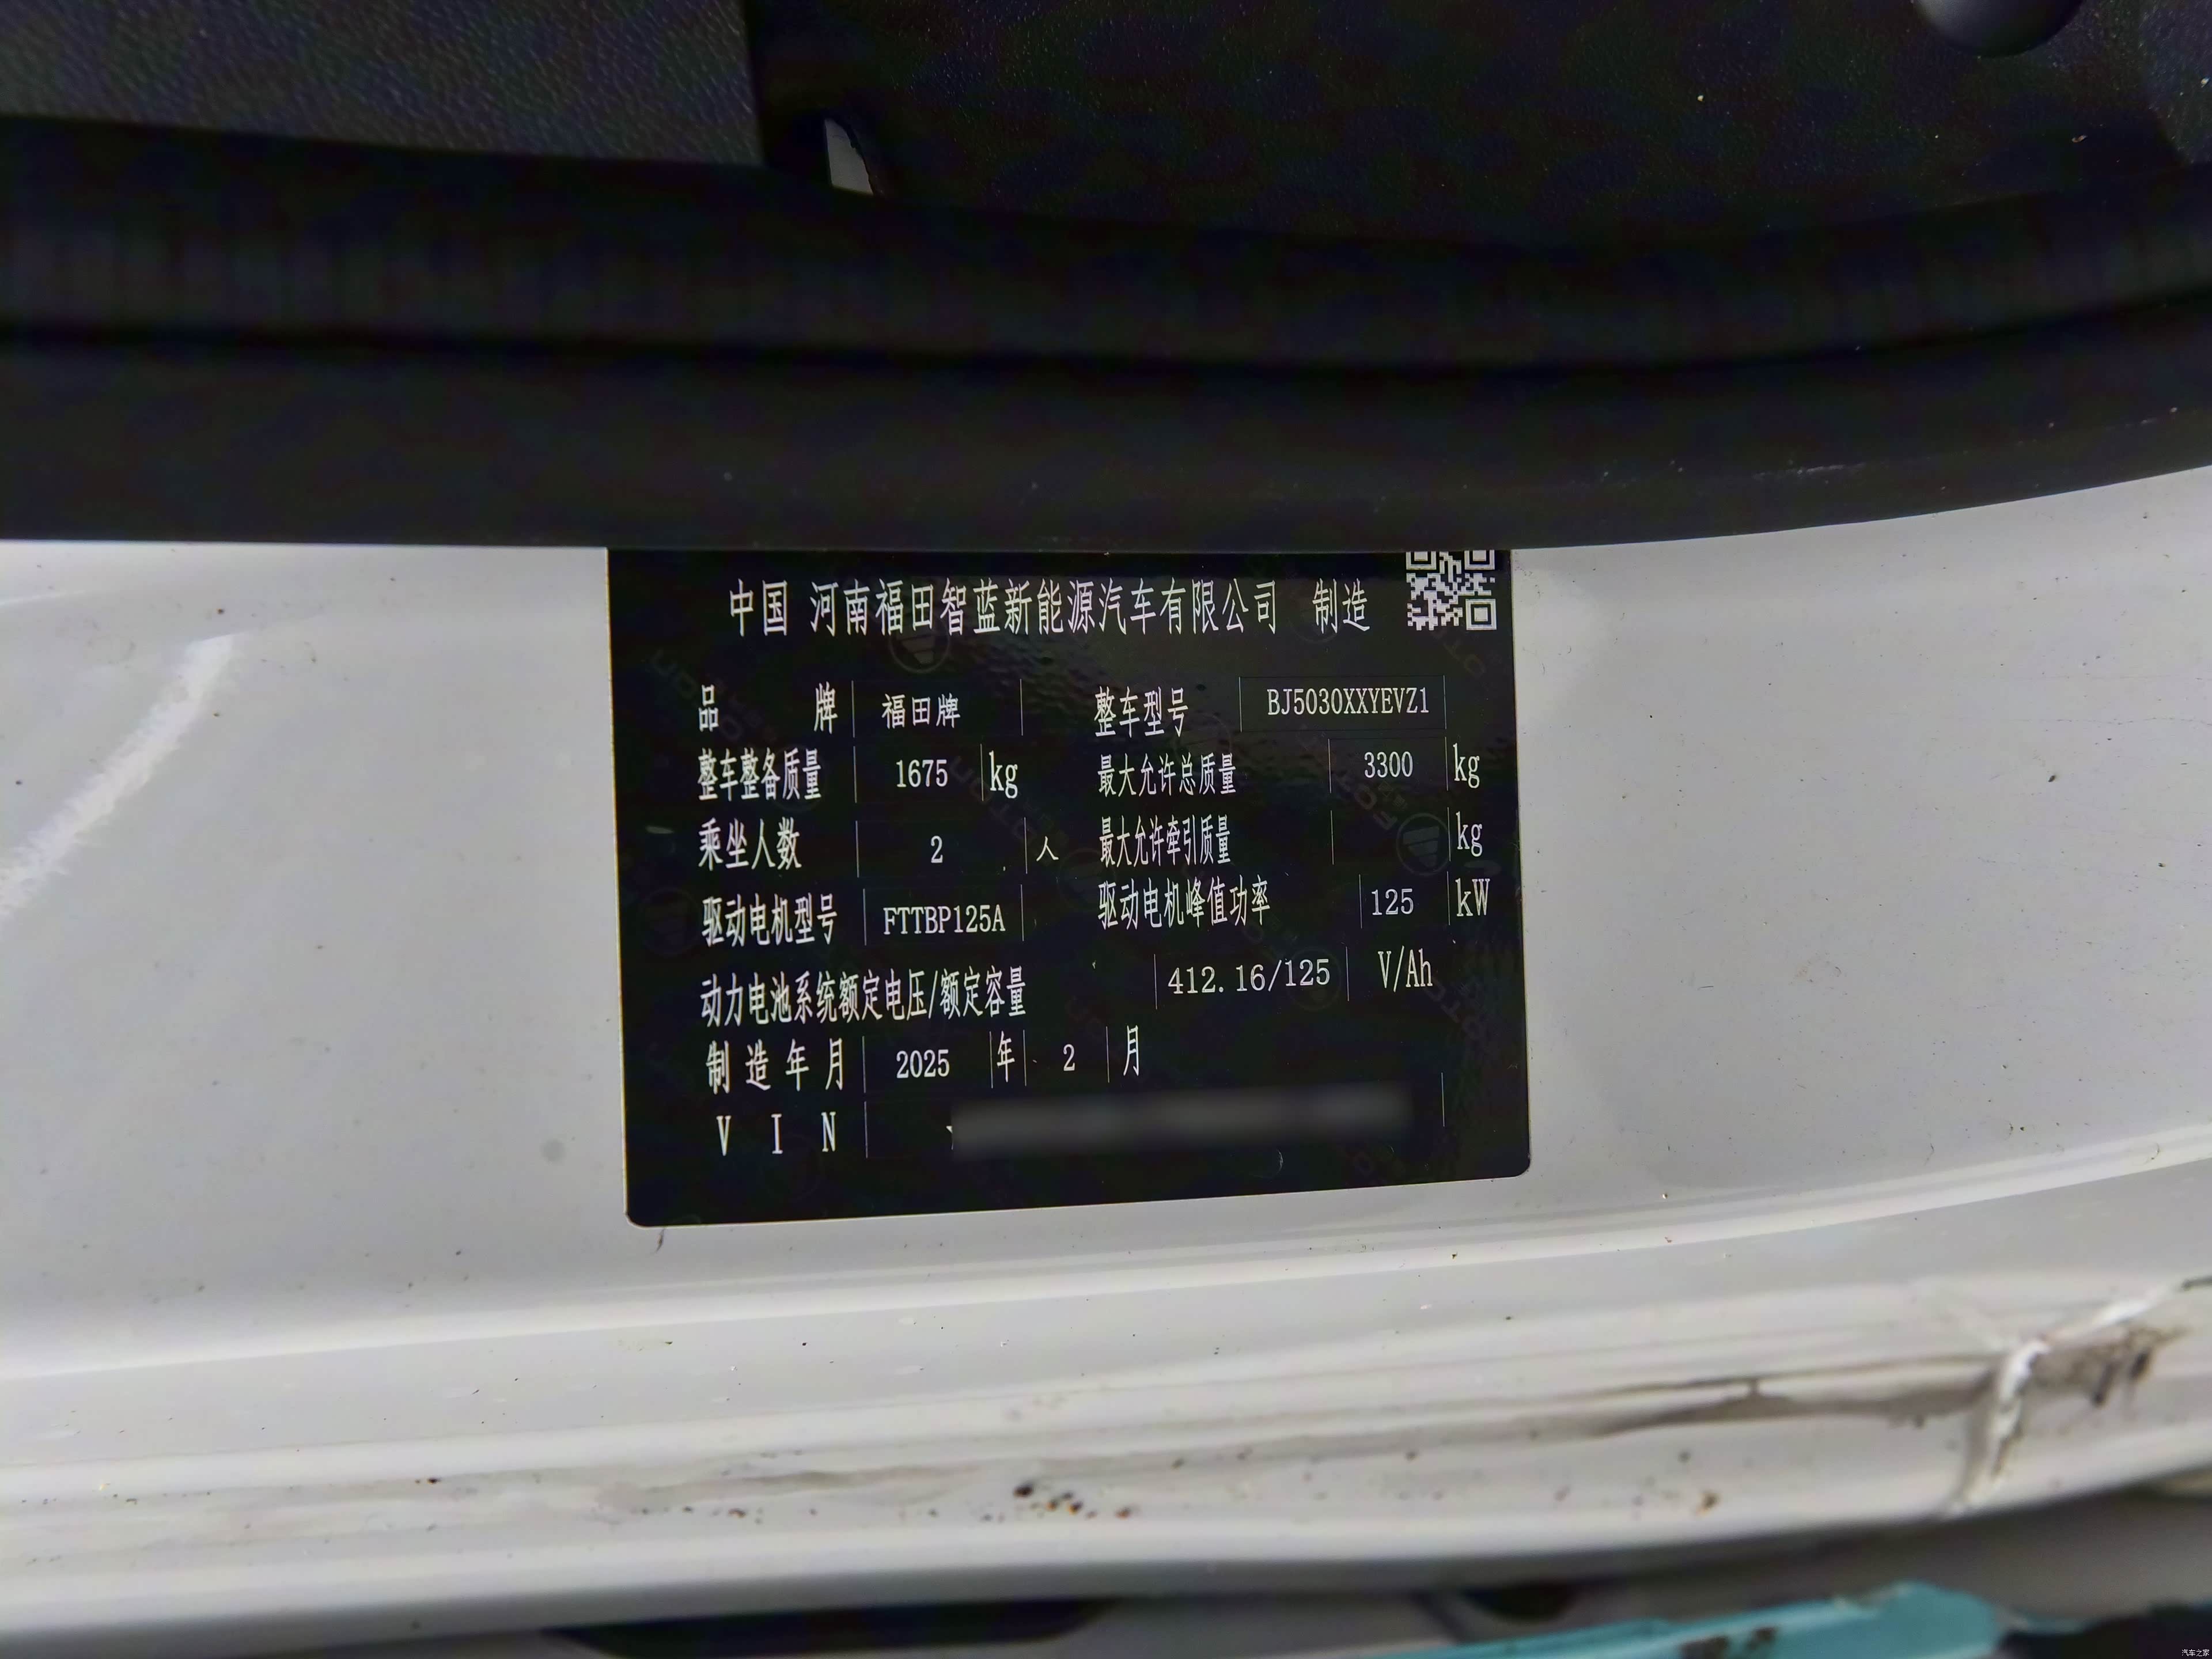 中国 河南福田智蓝新能源汽车有限公司 制造
品 牌 福田牌 整车型号 BJ5030XXYEVZ1
整车整备质量 1675 kg 最大允许总质量 3300 kg
乘坐人数 2 人 最大允许牵引质量 kg
驱动电机型号 FTTBP125A 驱动电机峰值功率 125 kW
动力电池系统额定电压/额定容量 412.16/125 V/Ah
制造年月 2025 年 2 月
V I N
汽车之家